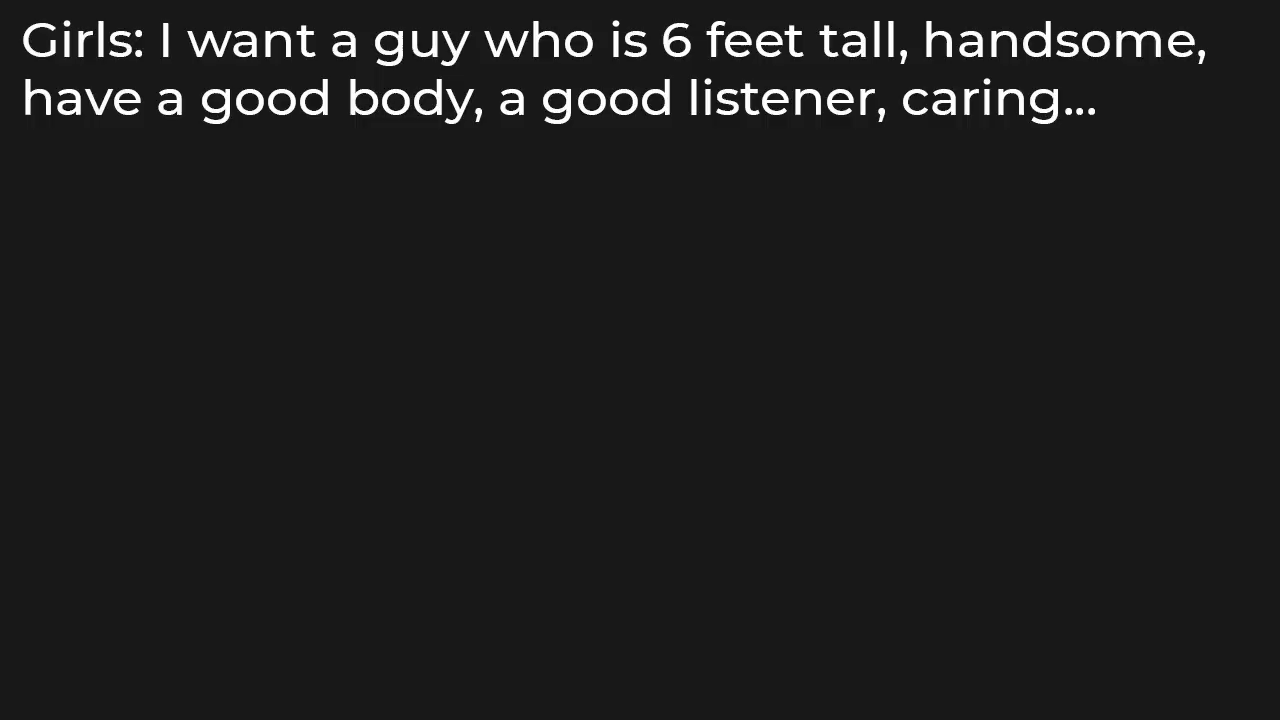 Girls: I want a guy who is 6 feet tall, handsome,
have a good body, a good listener, caring...